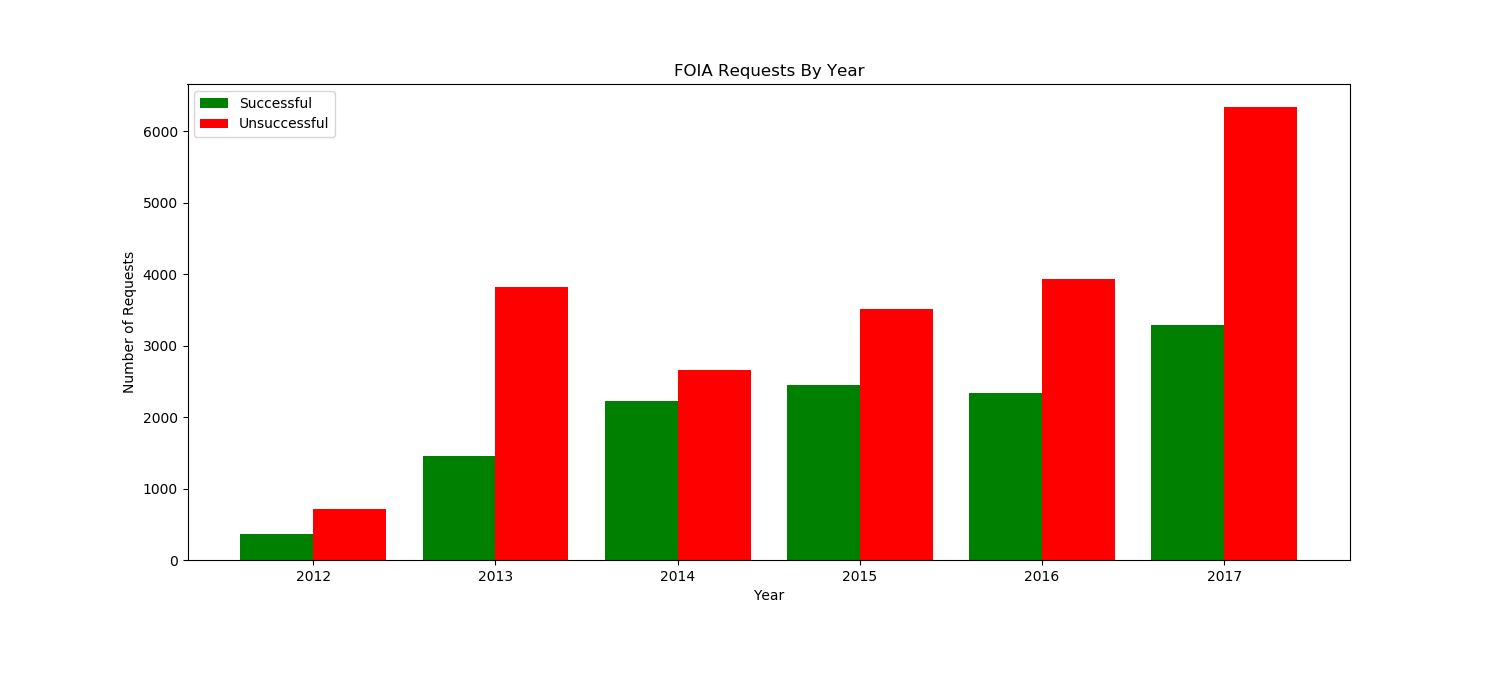 FOIA Requests By Year
Successful
Unsuccessful
6000
5000
4000
3000
2000
1000
0
Number of Requests
2012 2013 2014 2015 2016 2017
Year